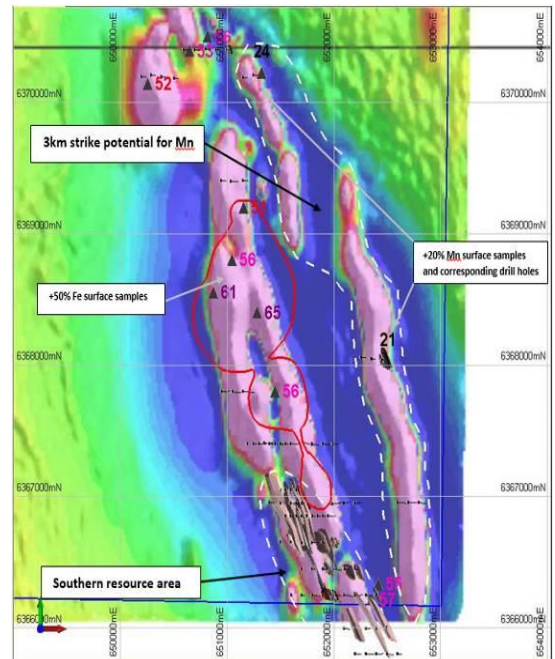 650000mE
651000mE
652000mE
653000mE
654000mE
24
52
6370000mN
6370000mN
3km strike potential for Mn
6369000mN
6369000mN
56
+20% Mn surface samples
and corresponding drill holes
+50% Fe surface samples
61
65
21
6368000mN
6368000mN
56
6367000mN
6367000mN
Southern resource area
57
6366000mN
6366000mN
650000mE
651000mE
652000mE
653000mE
654000mE